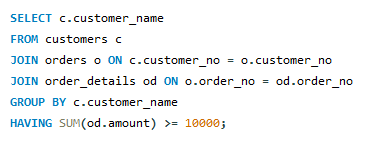 SELECT c.customer_name
FROM customers c
JOIN orders o ON c.customer_no = o.customer_no
JOIN order_details od ON o.order_no = od.order_no
GROUP BY c.customer_name
HAVING SUM(od.amount) >= 10000;